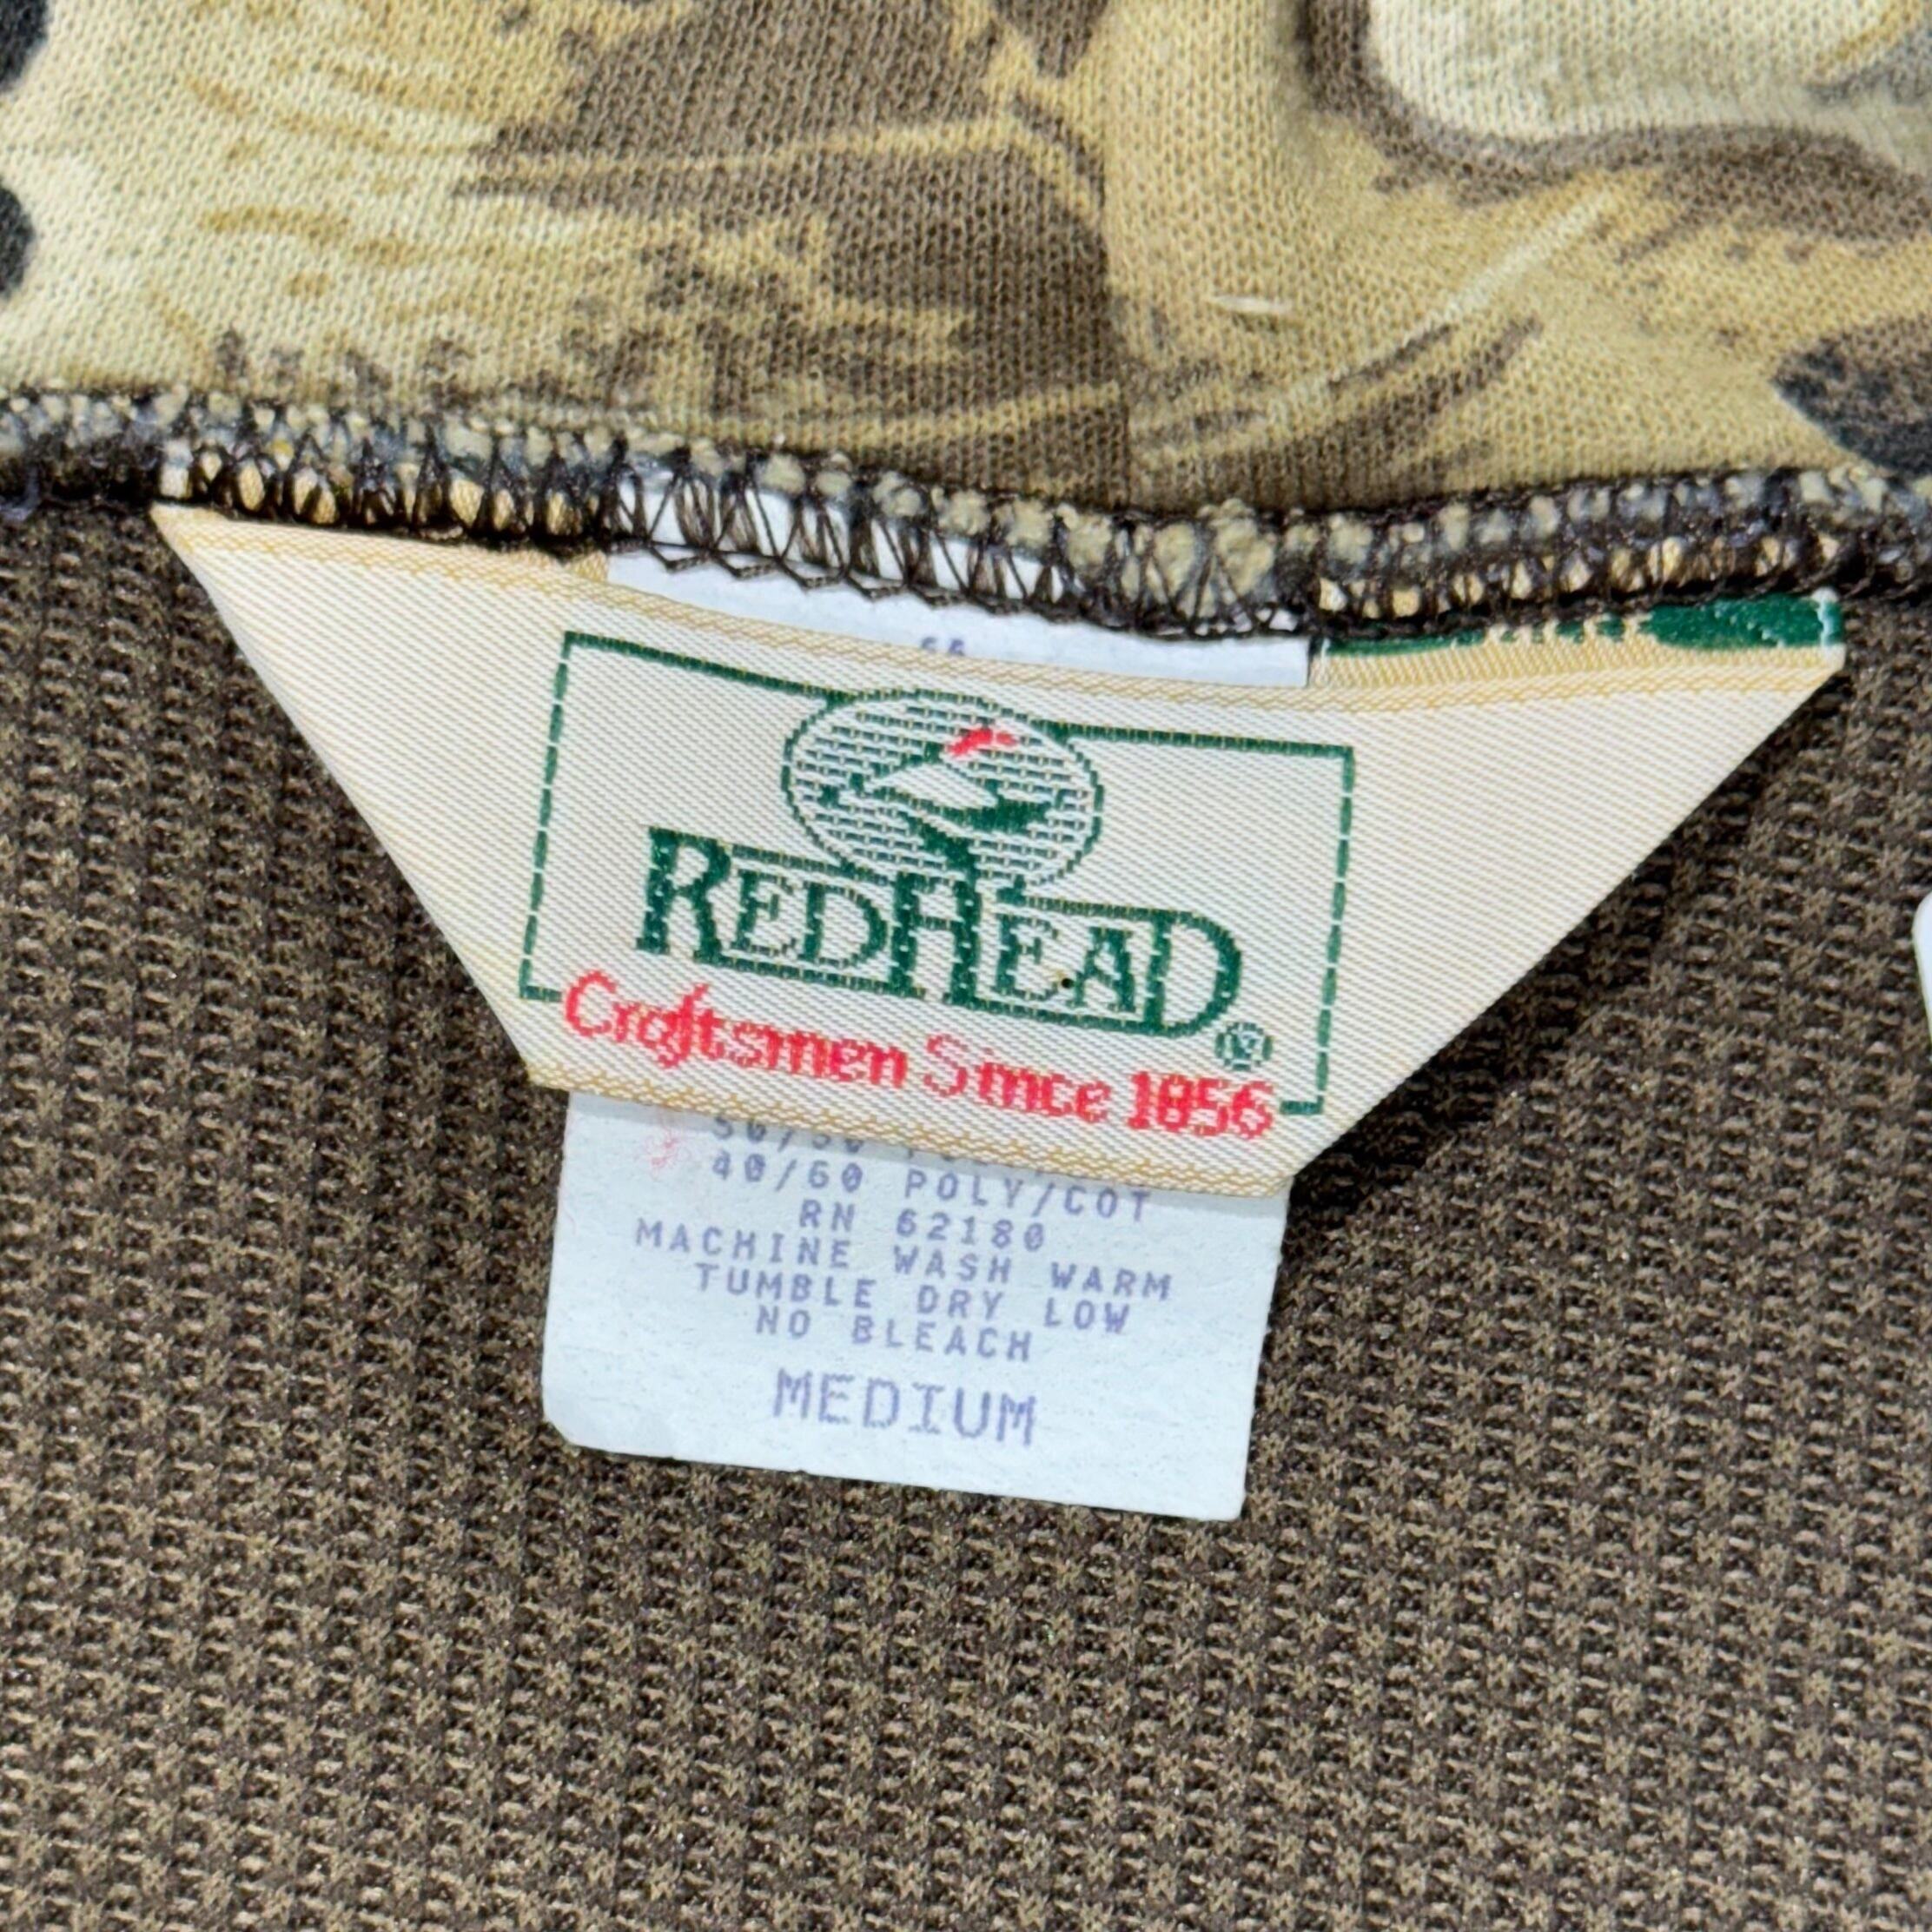 REDHEAD®
Craftsmen Since 1856
40/60 POLY/COT
RN 62180
MACHINE WASH WARM
TUMBLE DRY LOW
NO BLEACH
MEDIUM